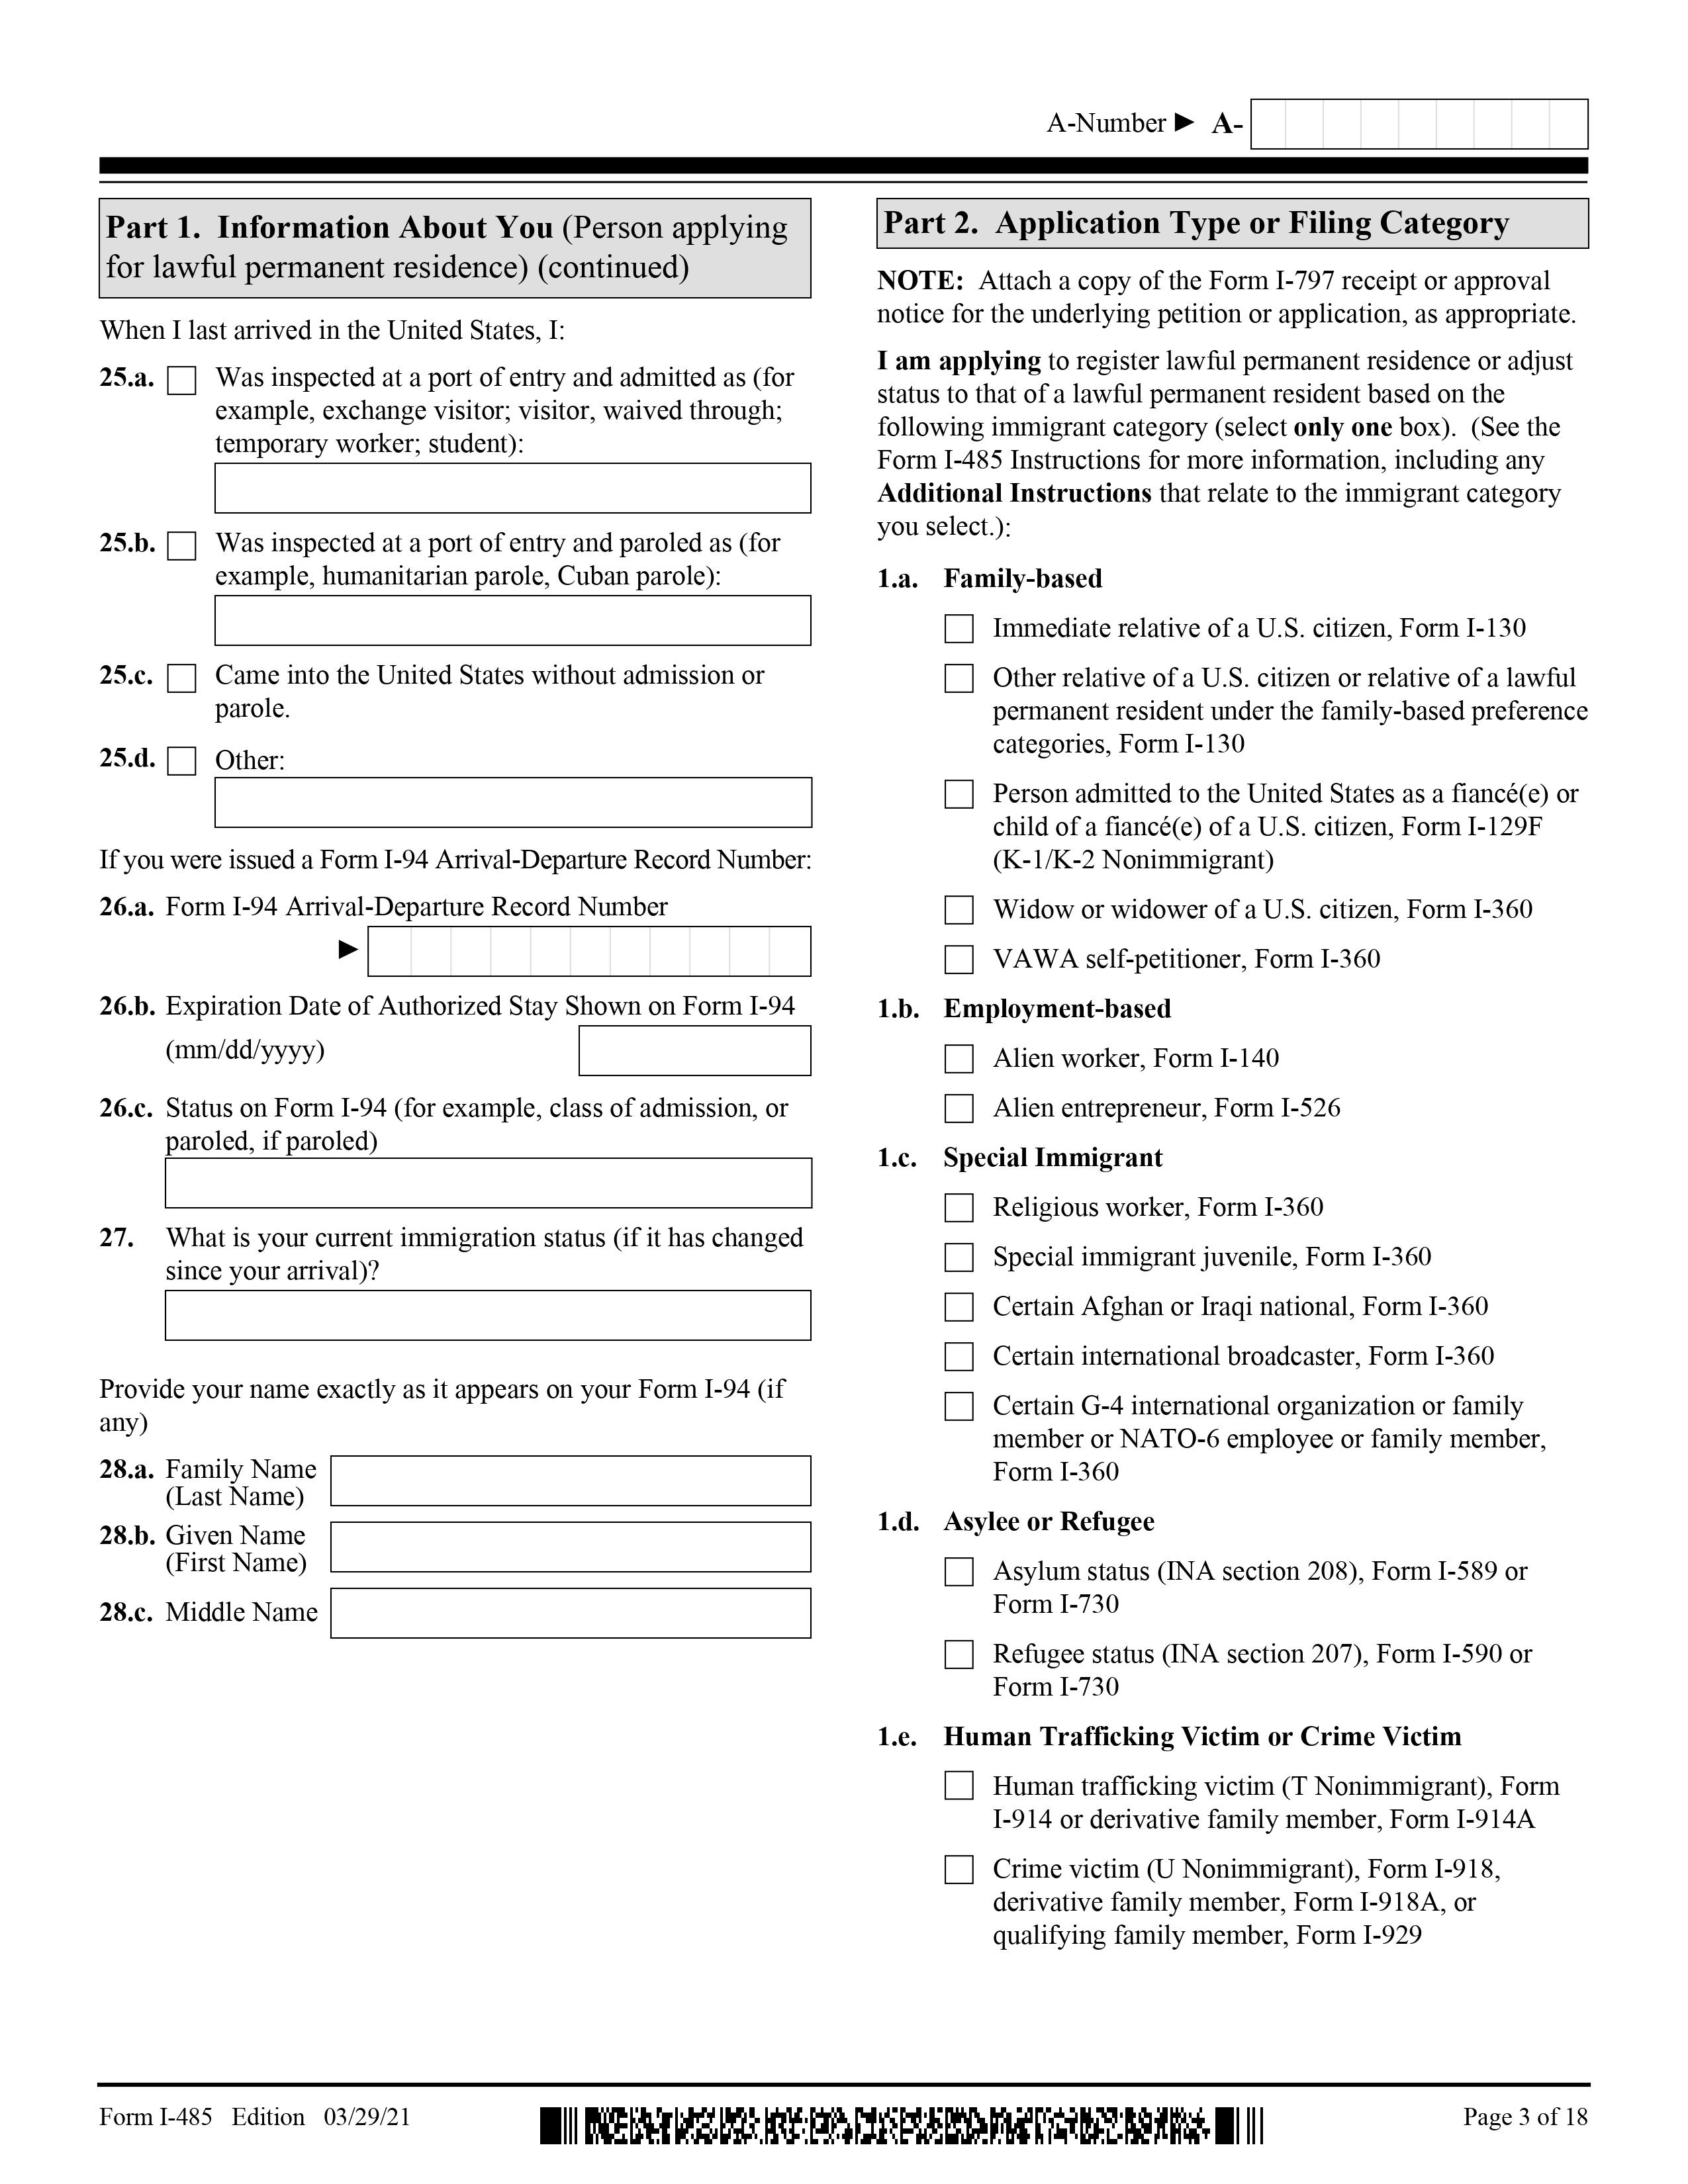 A-Number ► A-
Part 1. Information About You (Person applying
for lawful permanent residence) (continued)
When I last arrived in the United States, I:
25.a. Was inspected at a port of entry and admitted as (for
example, exchange visitor; visitor, waived through;
temporary worker; student):
25.b. Was inspected at a port of entry and paroled as (for
example, humanitarian parole, Cuban parole):
25.c. Came into the United States without admission or
parole.
25.d. Other:
If you were issued a Form I-94 Arrival-Departure Record Number:
26.a. Form I-94 Arrival-Departure Record Number
►
26.b. Expiration Date of Authorized Stay Shown on Form I-94
(mm/dd/yyyy)
26.c. Status on Form I-94 (for example, class of admission, or
paroled, if paroled)
27. What is your current immigration status (if it has changed
since your arrival)?
Provide your name exactly as it appears on your Form I-94 (if
any)
28.a. Family Name
(Last Name)
28.b. Given Name
(First Name)
28.c. Middle Name
Part 2. Application Type or Filing Category
NOTE: Attach a copy of the Form I-797 receipt or approval
notice for the underlying petition or application, as appropriate.
I am applying to register lawful permanent residence or adjust
status to that of a lawful permanent resident based on the
following immigrant category (select only one box). (See the
Form I-485 Instructions for more information, including any
Additional Instructions that relate to the immigrant category
you select.):
1.a. Family-based
Immediate relative of a U.S. citizen, Form I-130
Other relative of a U.S. citizen or relative of a lawful
permanent resident under the family-based preference
categories, Form I-130
Person admitted to the United States as a fiancé(e) or
child of a fiancé(e) of a U.S. citizen, Form I-129F
(K-1/K-2 Nonimmigrant)
Widow or widower of a U.S. citizen, Form I-360
VAWA self-petitioner, Form I-360
1.b. Employment-based
Alien worker, Form I-140
Alien entrepreneur, Form I-526
1.c. Special Immigrant
Religious worker, Form I-360
Special immigrant juvenile, Form I-360
Certain Afghan or Iraqi national, Form I-360
Certain international broadcaster, Form I-360
Certain G-4 international organization or family
member or NATO-6 employee or family member,
Form I-360
1.d. Asylee or Refugee
Asylum status (INA section 208), Form I-589 or
Form I-730
Refugee status (INA section 207), Form I-590 or
Form I-730
1.e. Human Trafficking Victim or Crime Victim
Human trafficking victim (T Nonimmigrant), Form
I-914 or derivative family member, Form I-914A
Crime victim (U Nonimmigrant), Form I-918,
derivative family member, Form I-918A, or
qualifying family member, Form I-929
Form I-485 Edition 03/29/21
Page 3 of 18